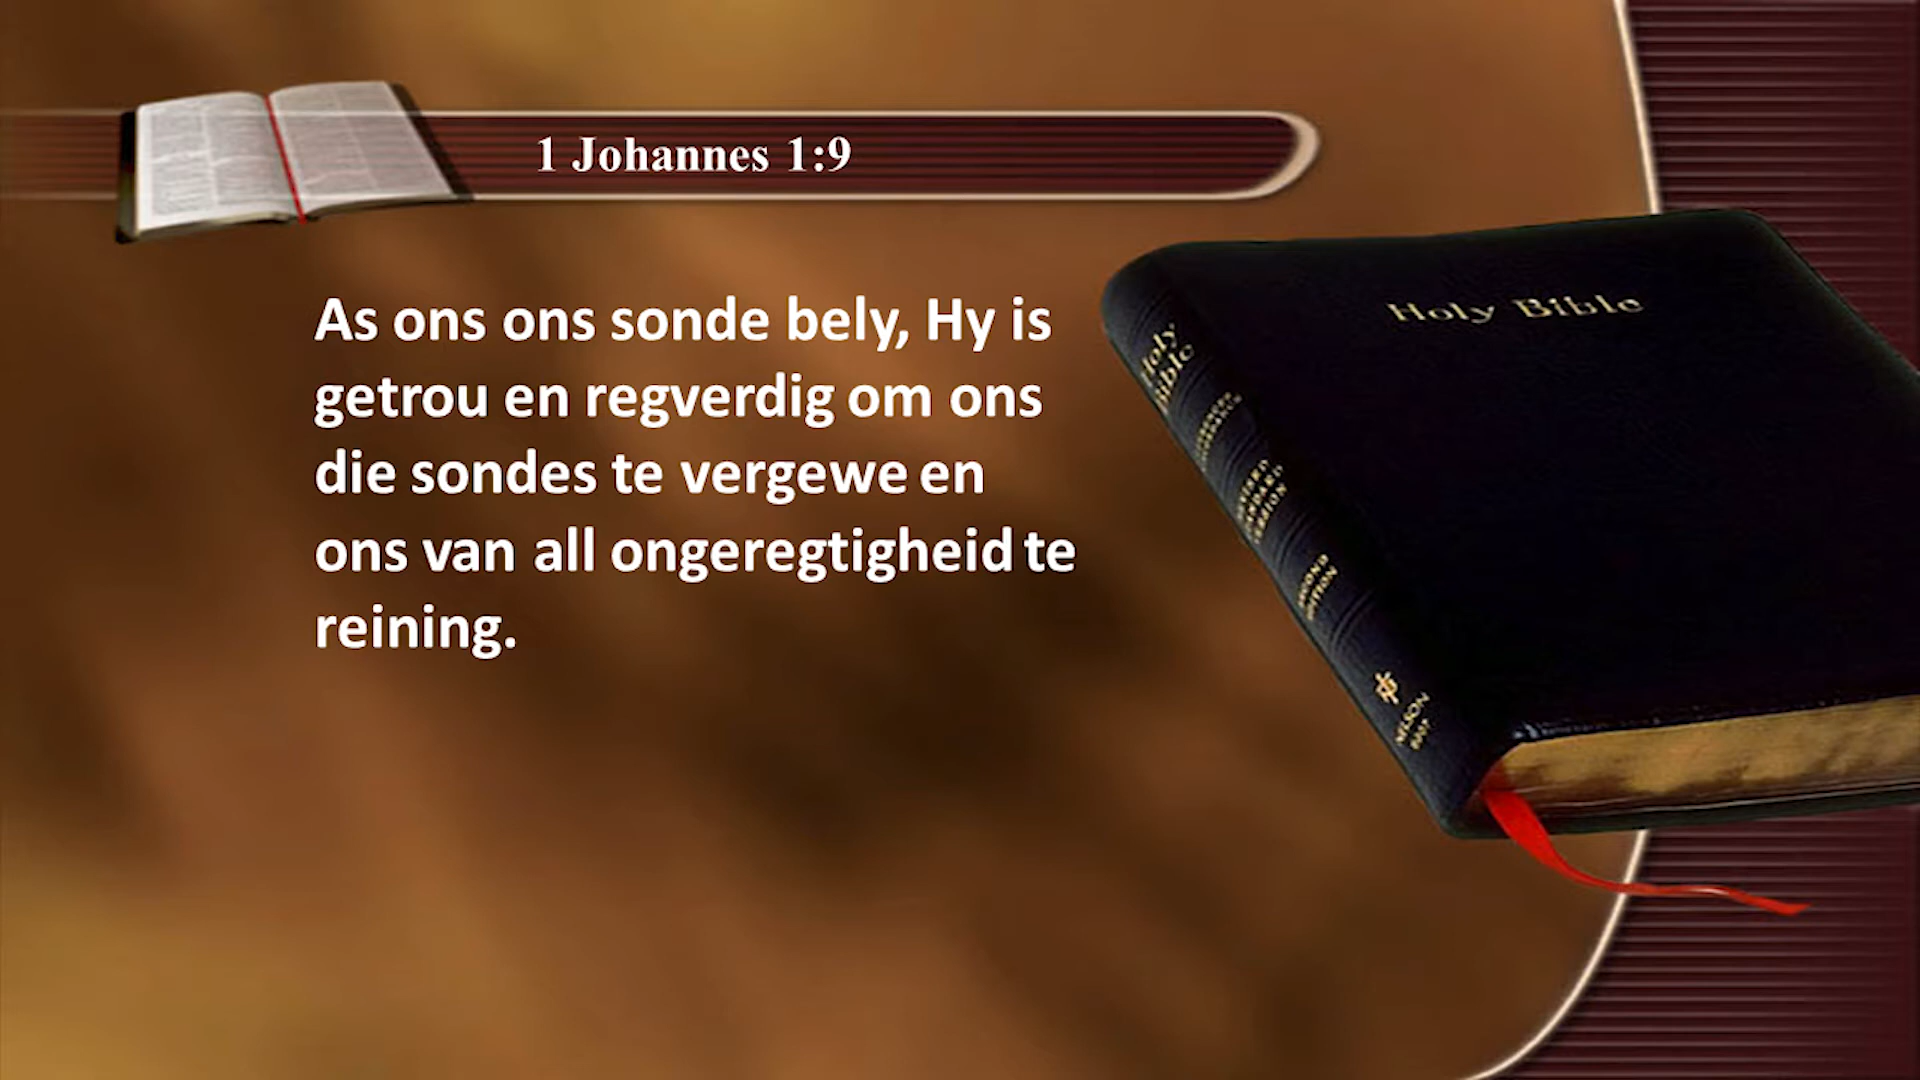 1 Johannes 1:9
As ons ons sonde bely, Hy is
getrou en regverdig om ons
die sondes te vergewe en
ons van all ongeregtigheid te
reining.
Holy Bible
Holy
Bible
NELSON